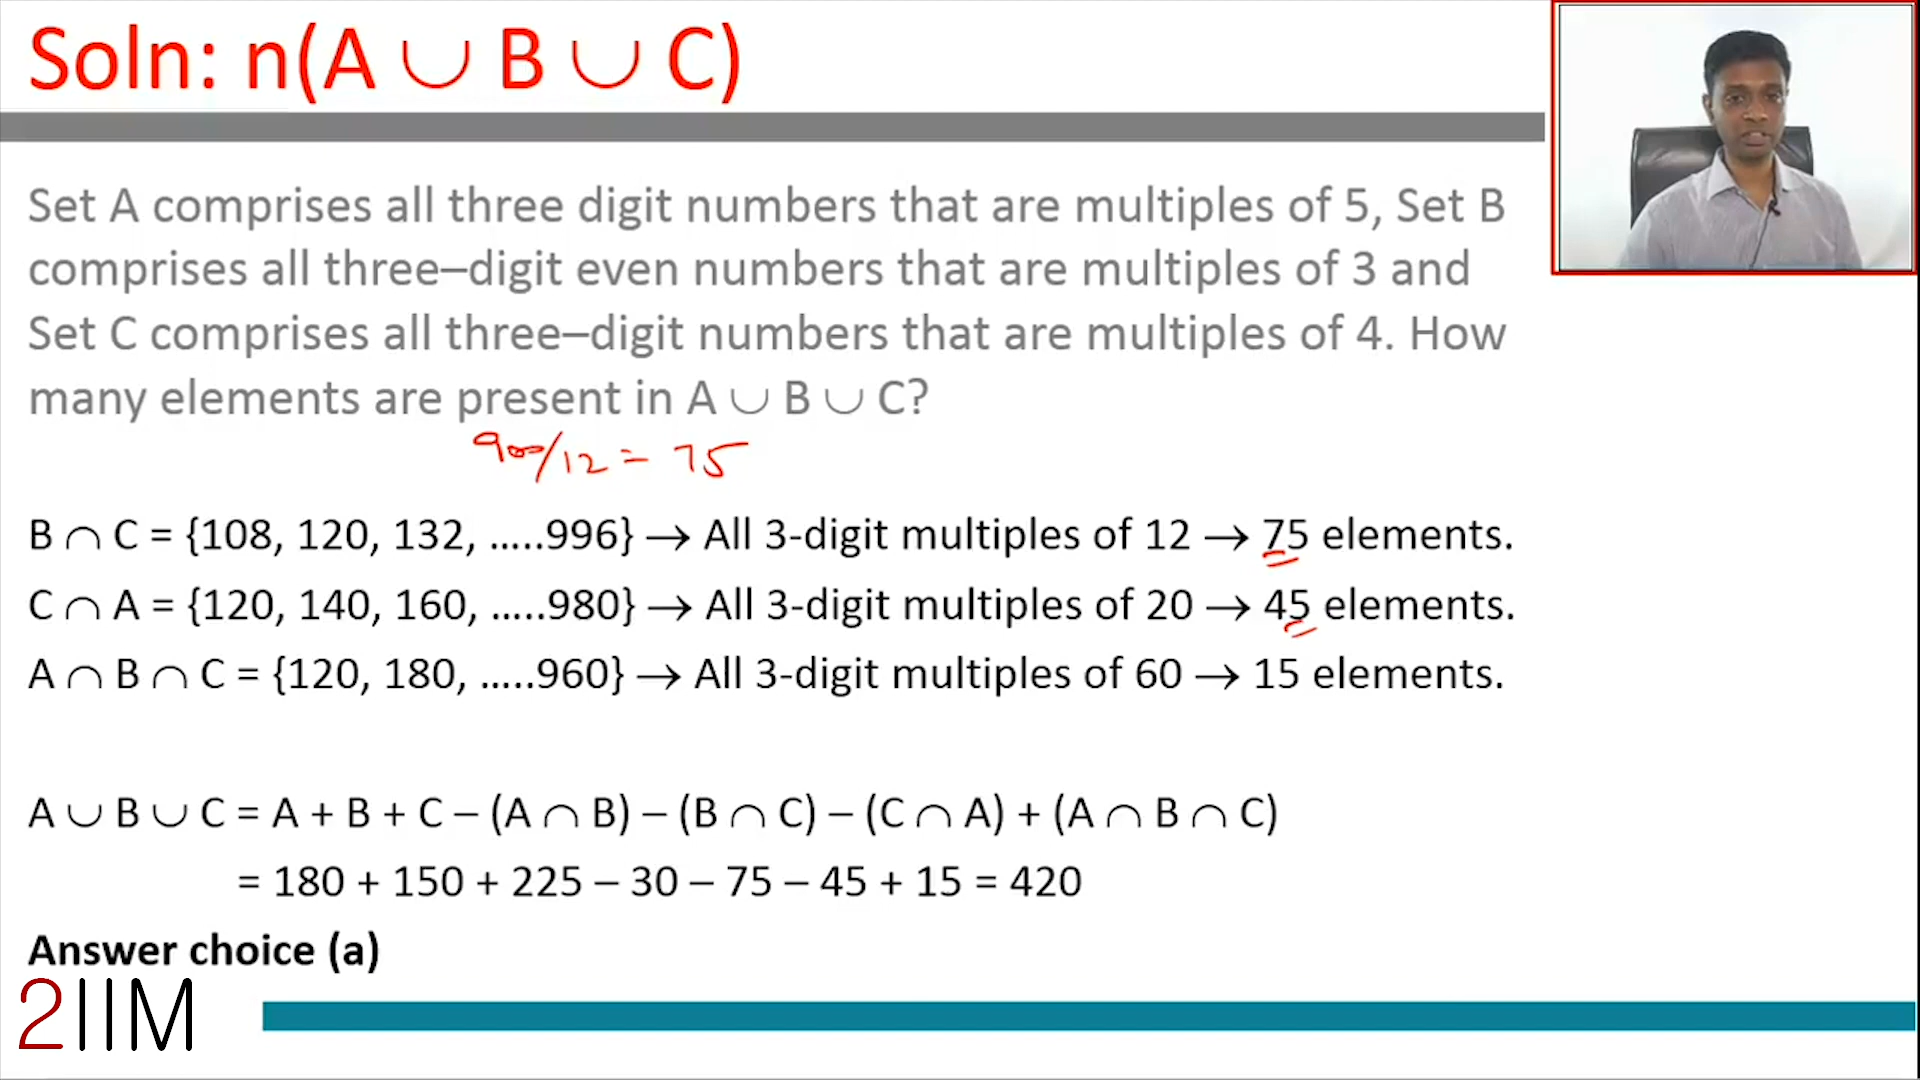 Soln: n(A ∪ B ∪ C)
Set A comprises all three digit numbers that are multiples of 5, Set B
comprises all three–digit even numbers that are multiples of 3 and
Set C comprises all three–digit numbers that are multiples of 4. How
many elements are present in A ∪ B ∪ C?
900/12 = 75
B ∩ C = {108, 120, 132, …..996} → All 3-digit multiples of 12 → 75 elements.
C ∩ A = {120, 140, 160, …..980} → All 3-digit multiples of 20 → 45 elements.
A ∩ B ∩ C = {120, 180, …..960} → All 3-digit multiples of 60 → 15 elements.
A ∪ B ∪ C = A + B + C – (A ∩ B) – (B ∩ C) – (C ∩ A) + (A ∩ B ∩ C)
= 180 + 150 + 225 – 30 – 75 – 45 + 15 = 420
Answer choice (a)
2IIM